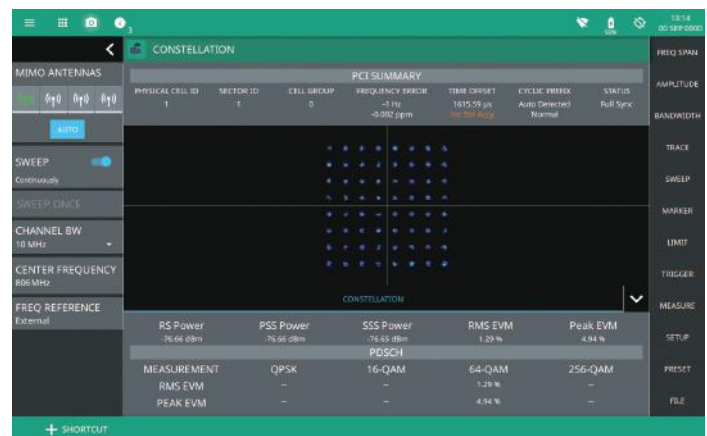 13:14
00 SEP 0000
50%
3
CONSTELLATION
FREQ SPAN
AMPLITUDE
BANDWIDTH
TRACE
SWEEP
MARKER
LIMIT
TRIGGER
MEASURE
SETUP
PRESET
FILE
MIMO ANTENNAS
AUTO
SWEEP
Continuously
SWEEP ONCE
CHANNEL BW
10 MHz
CENTER FREQUENCY
806 MHz
FREQ REFERENCE
External
PCI SUMMARY
PHYSICAL CELL ID SECTOR ID CELL GROUP FREQUENCY ERROR TIME OFFSET CYCLIC PREFIX STATUS
1 1 0 -1 Hz 1615.59 µs Auto Detected Full Sync
-0.002 ppm Normal
CONSTELLATION
RS Power PSS Power SSS Power RMS EVM Peak EVM
-76.66 dBm -76.66 dBm -76.65 dBm 1.29 % 4.94 %
PDSCH
MEASUREMENT QPSK 16-QAM 64-QAM 256-QAM
RMS EVM -- -- 1.29 % --
PEAK EVM -- -- 4.94 % --
+ SHORTCUT